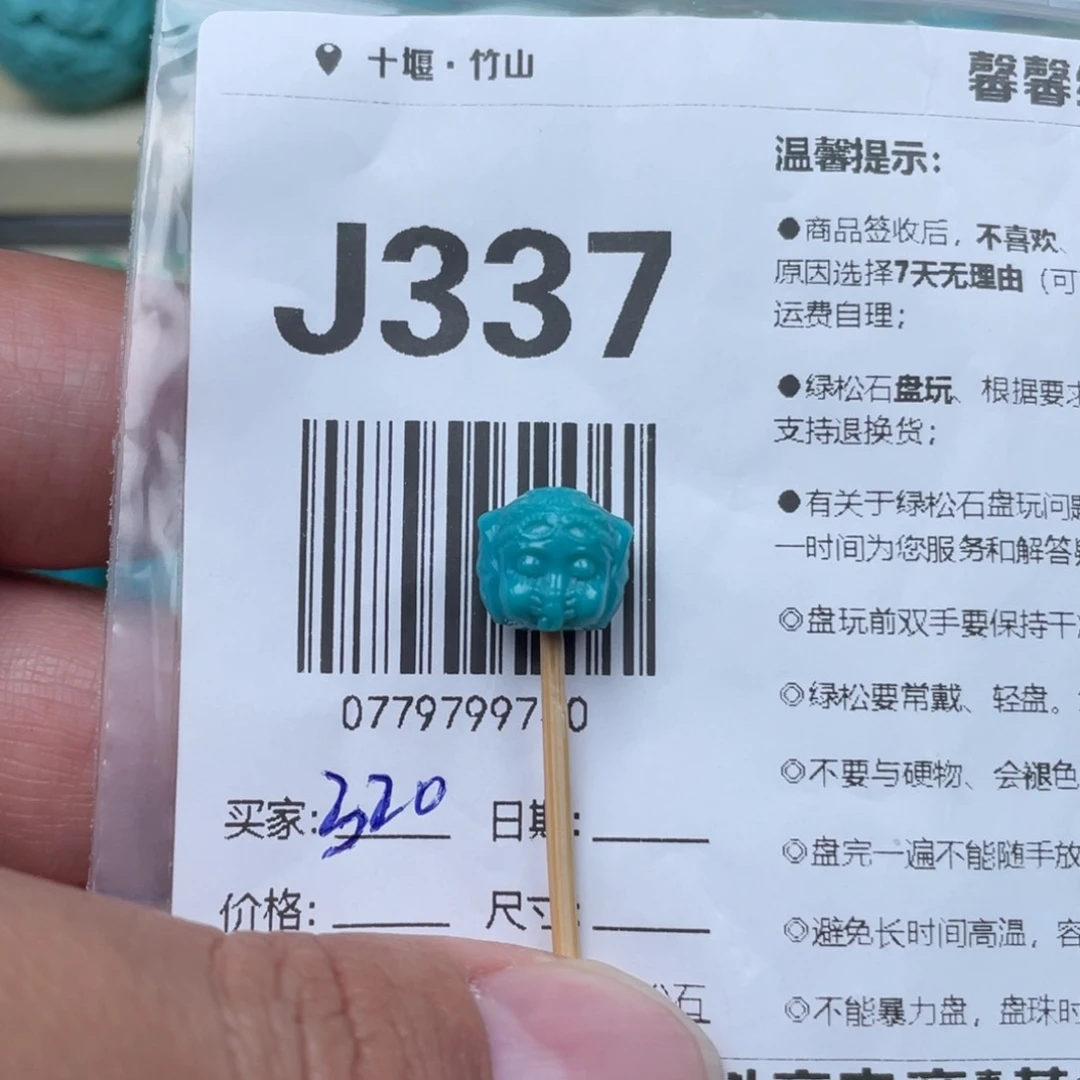 十堰·竹山
馨馨
J337
077979970
买家:320 日期:
价格: 尺寸:
石
温馨提示:
●商品签收后，不喜欢、
原因选择7天无理由（可
运费自理；
●绿松石盘玩、根据要求
支持退换货；
●有关于绿松石盘玩问题
一时间为您服务和解答
◎盘玩前双手要保持干
◎绿松要常戴、轻盘。
◎不要与硬物、会褪色
◎盘完一遍不能随手放
◎避免长时间高温，容
◎不能暴力盘，盘珠时